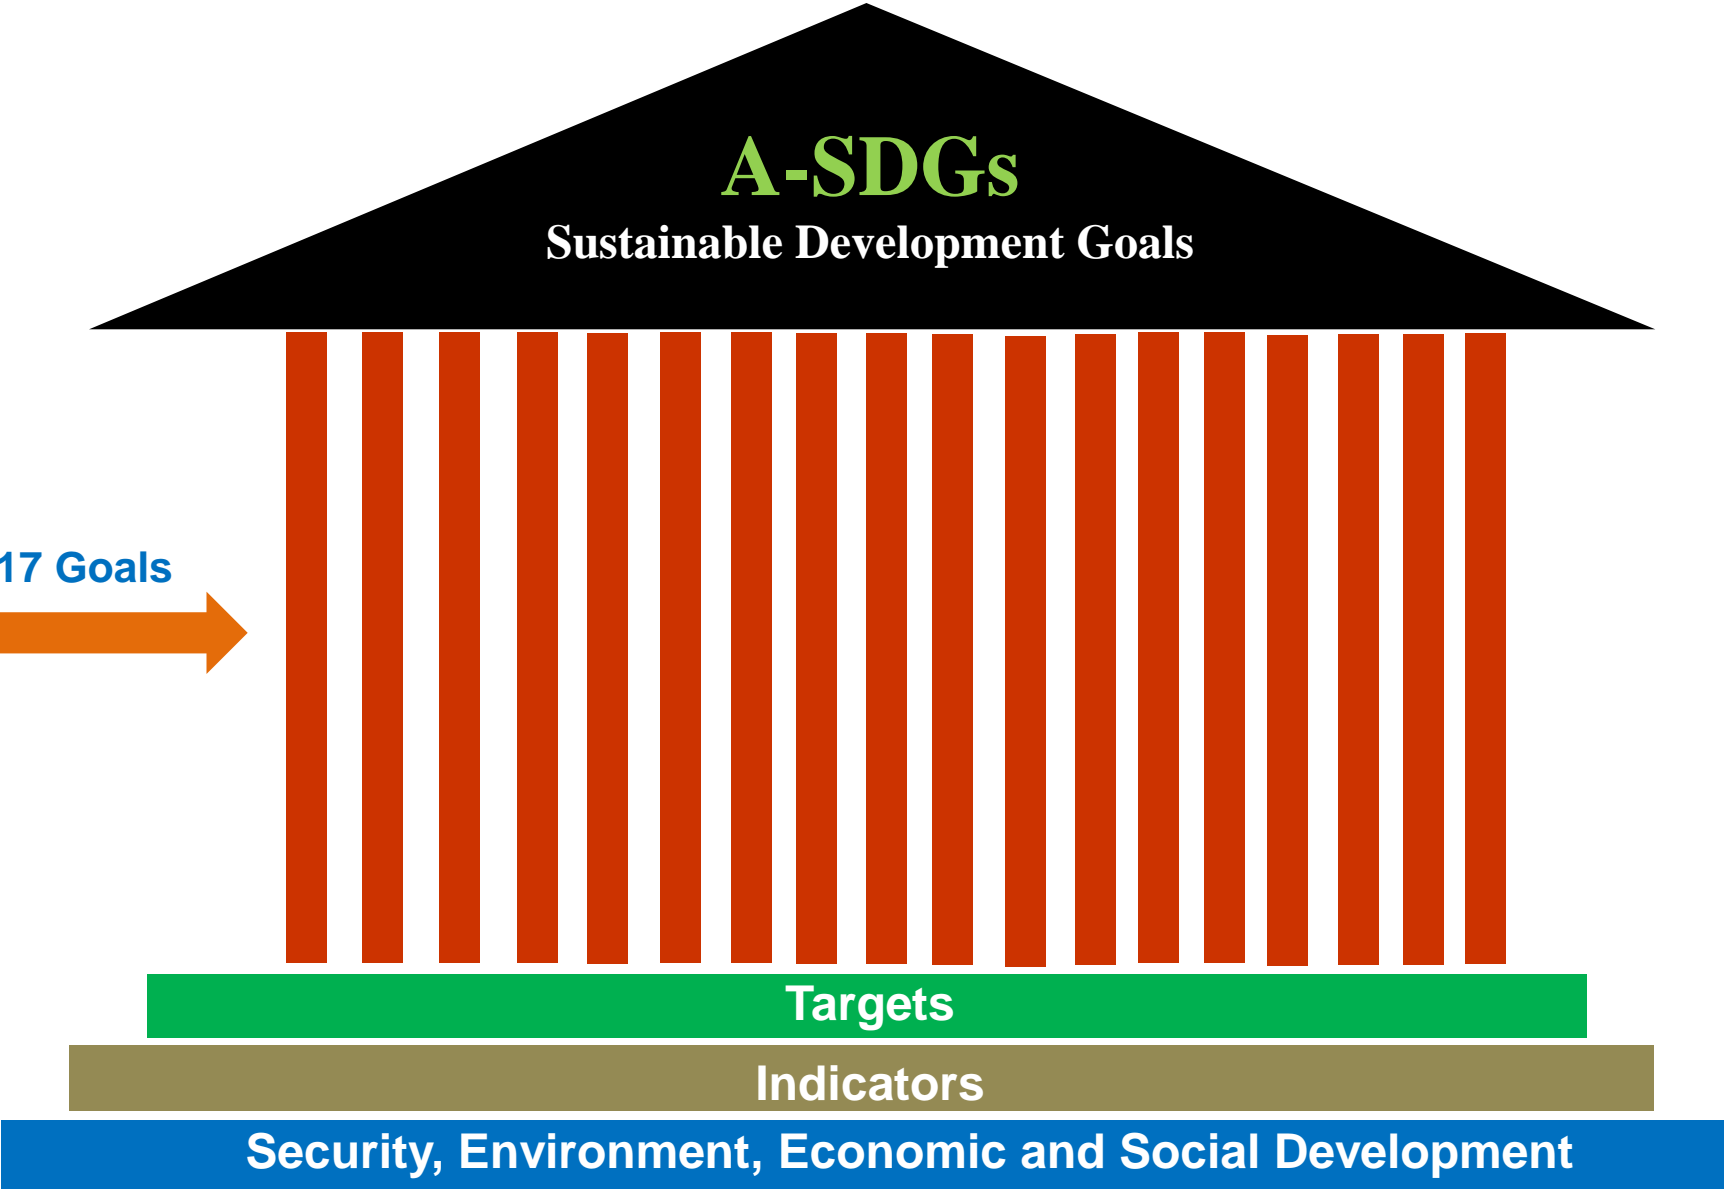 A-SDGs
Sustainable Development Goals
17 Goals
Targets
Indicators
Security, Environment, Economic and Social Development